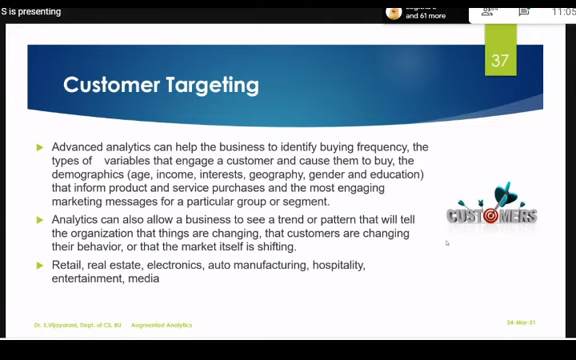 S is presenting
and 61 more
11:05
37
Customer Targeting
Advanced analytics can help the business to identify buying frequency, the
types of variables that engage a customer and cause them to buy, the
demographics (age, income, interests, geography, gender and education)
that inform product and service purchases and the most engaging
marketing messages for a particular group or segment.
Analytics can also allow a business to see a trend or pattern that will tell
the organization that things are changing, that customers are changing
their behavior, or that the market itself is shifting.
Retail, real estate, electronics, auto manufacturing, hospitality,
entertainment, media
CUSTOMERS
Dr. S.Vijayarani, Dept. of CS, BU Augmented Analytics
24-Mar-21